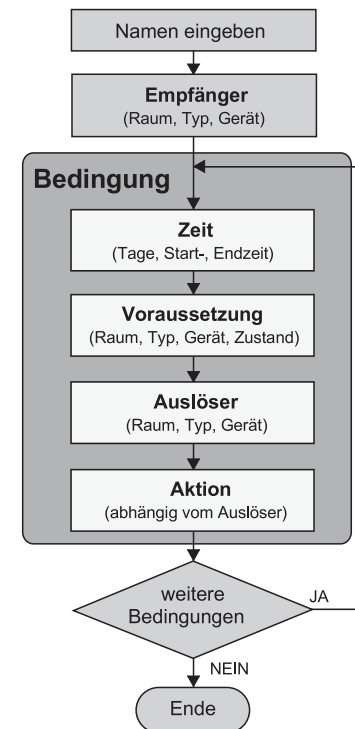 Namen eingeben
Empfänger
(Raum, Typ, Gerät)
Bedingung
Zeit
(Tage, Start-, Endzeit)
Voraussetzung
(Raum, Typ, Gerät, Zustand)
Auslöser
(Raum, Typ, Gerät)
Aktion
(abhängig vom Auslöser)
weitere
Bedingungen
JA
NEIN
Ende